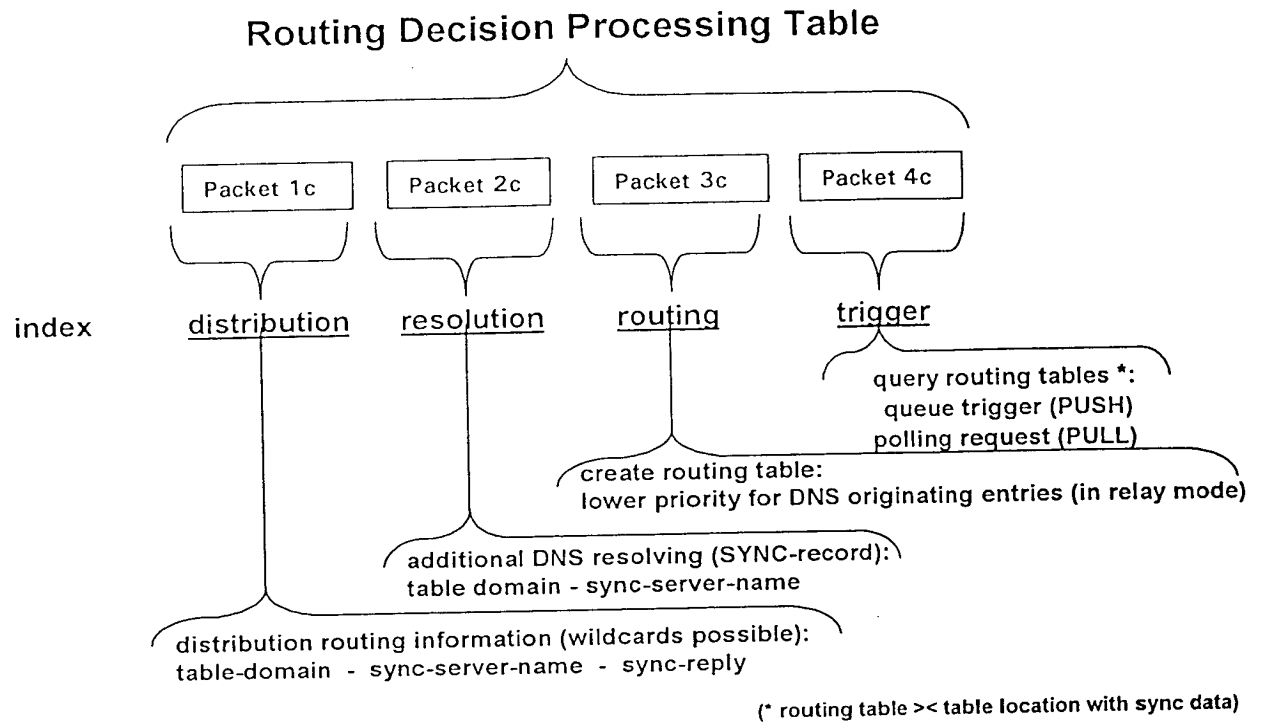 Routing Decision Processing Table
Packet 1c
Packet 2c
Packet 3c
Packet 4c
index
distribution
resolution
routing
trigger
query routing tables *:
queue trigger (PUSH)
polling request (PULL)
create routing table:
lower priority for DNS originating entries (in relay mode)
additional DNS resolving (SYNC-record):
table domain - sync-server-name
distribution routing information (wildcards possible):
table-domain - sync-server-name - sync-reply
(* routing table >< table location with sync data)